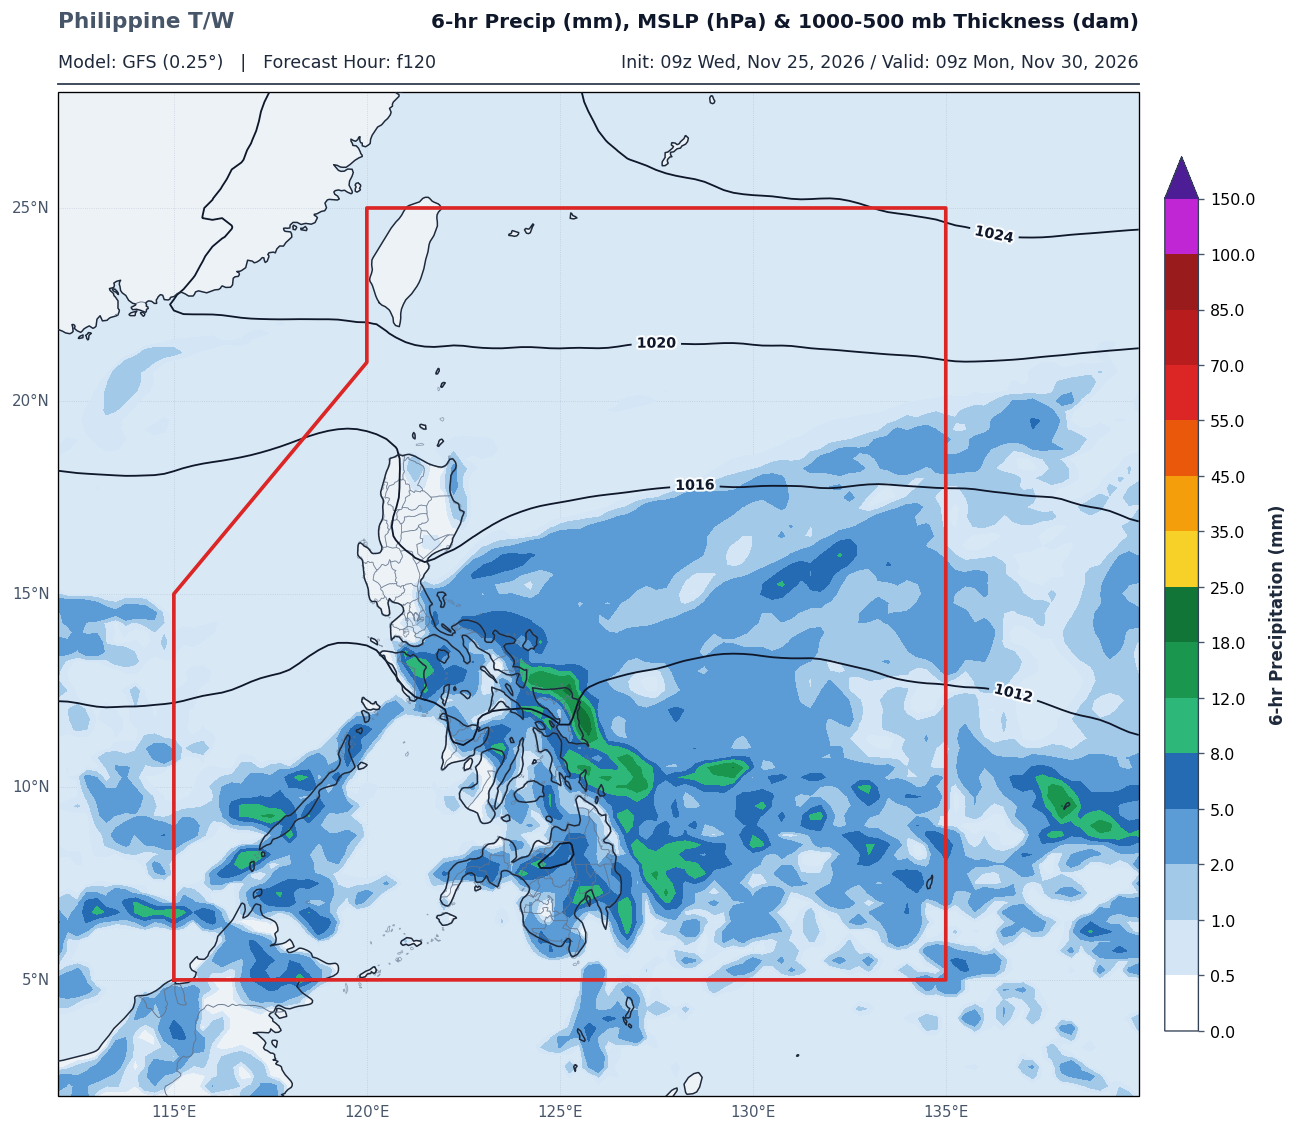 Philippine T/W
6-hr Precip (mm), MSLP (hPa) & 1000-500 mb Thickness (dam)
Model: GFS (0.25°) | Forecast Hour: f120
Init: 09z Wed, Nov 25, 2026 / Valid: 09z Mon, Nov 30, 2026
25°N
20°N
15°N
10°N
5°N
115°E
120°E
125°E
130°E
135°E
1024
1020
1016
1012
150.0
100.0
85.0
70.0
55.0
45.0
35.0
25.0
18.0
12.0
8.0
5.0
2.0
1.0
0.5
0.0
6-hr Precipitation (mm)